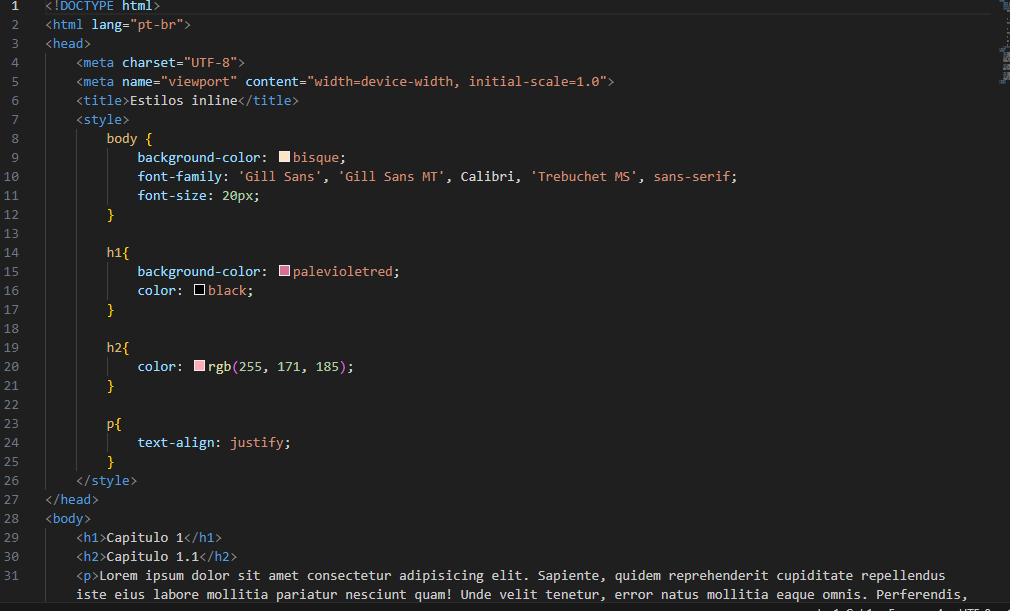 1 <!DOCTYPE html>
2 <html lang="pt-br">
3 <head>
4 <meta charset="UTF-8">
5 <meta name="viewport" content="width=device-width, initial-scale=1.0">
6 <title>Estilos inline</title>
7 <style>
8 body {
9 background-color: bisque;
10 font-family: 'Gill Sans', 'Gill Sans MT', Calibri, 'Trebuchet MS', sans-serif;
11 font-size: 20px;
12 }
13
14 h1{
15 background-color: palevioletred;
16 color: black;
17 }
18
19 h2{
20 color: rgb(255, 171, 185);
21 }
22
23 p{
24 text-align: justify;
25 }
26 </style>
27 </head>
28 <body>
29 <h1>Capitulo 1</h1>
30 <h2>Capitulo 1.1</h2>
31 <p>Lorem ipsum dolor sit amet consectetur adipisicing elit. Sapiente, quidem reprehenderit cupiditate repellendus
iste eius labore mollitia pariatur nesciunt quam! Unde velit tenetur, error natus mollitia eaque omnis. Perferendis,